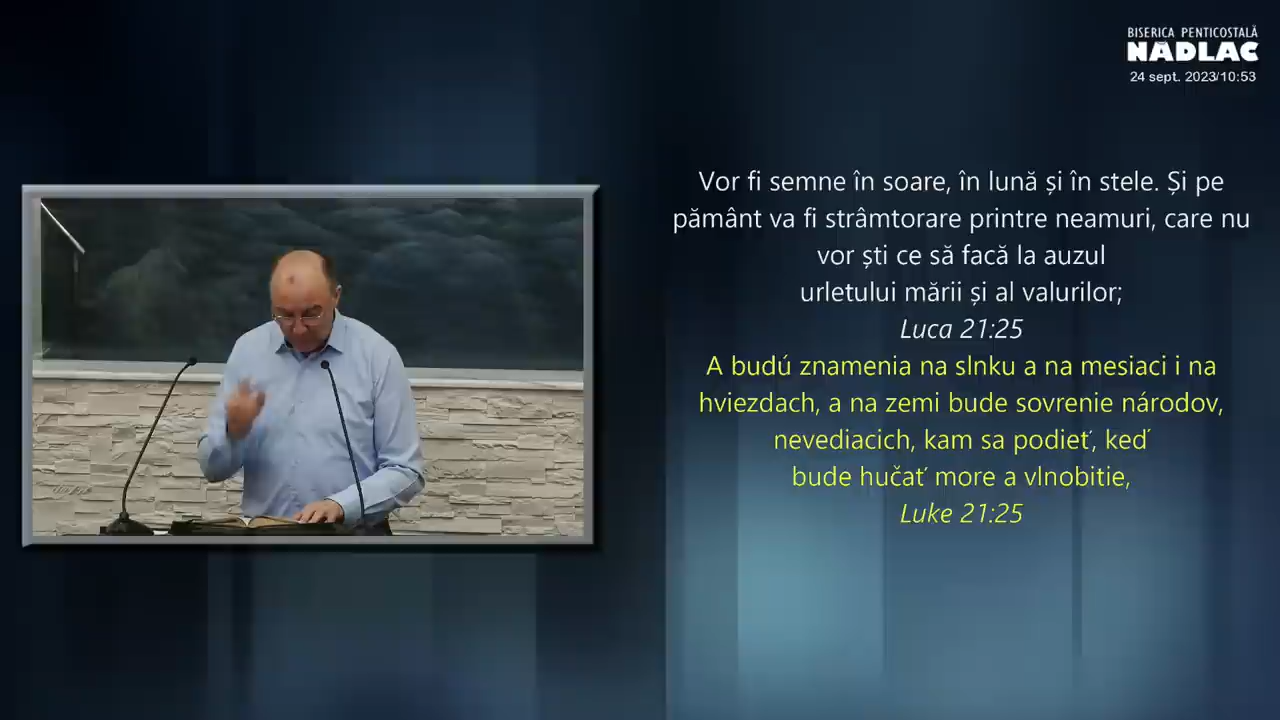 BISERICA PENTICOSTALĂ
NĂDLAC
24 sept. 2023/10:53
Vor fi semne în soare, în lună și în stele. Și pe
pământ va fi strâmtorare printre neamuri, care nu
vor ști ce să facă la auzul
urletului mării și al valurilor;
Luca 21:25
A budú znamenia na slnku a na mesiaci i na
hviezdach, a na zemi bude sovrenie národov,
nevediacich, kam sa podieť, keď
bude hučať more a vlnobitie,
Luke 21:25